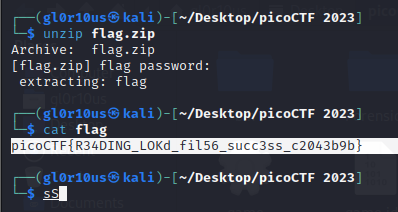 ┌──(gl0r10us㉿kali)-[~/Desktop/picoCTF 2023]
└─$ unzip flag.zip
Archive:  flag.zip
[flag.zip] flag password:
 extracting: flag
┌──(gl0r10us㉿kali)-[~/Desktop/picoCTF 2023]
└─$ cat flag
picoCTF{R34DING_LOKd_fil56_succ3ss_c2043b9b}
┌──(gl0r10us㉿kali)-[~/Desktop/picoCTF 2023]
└─$ sS